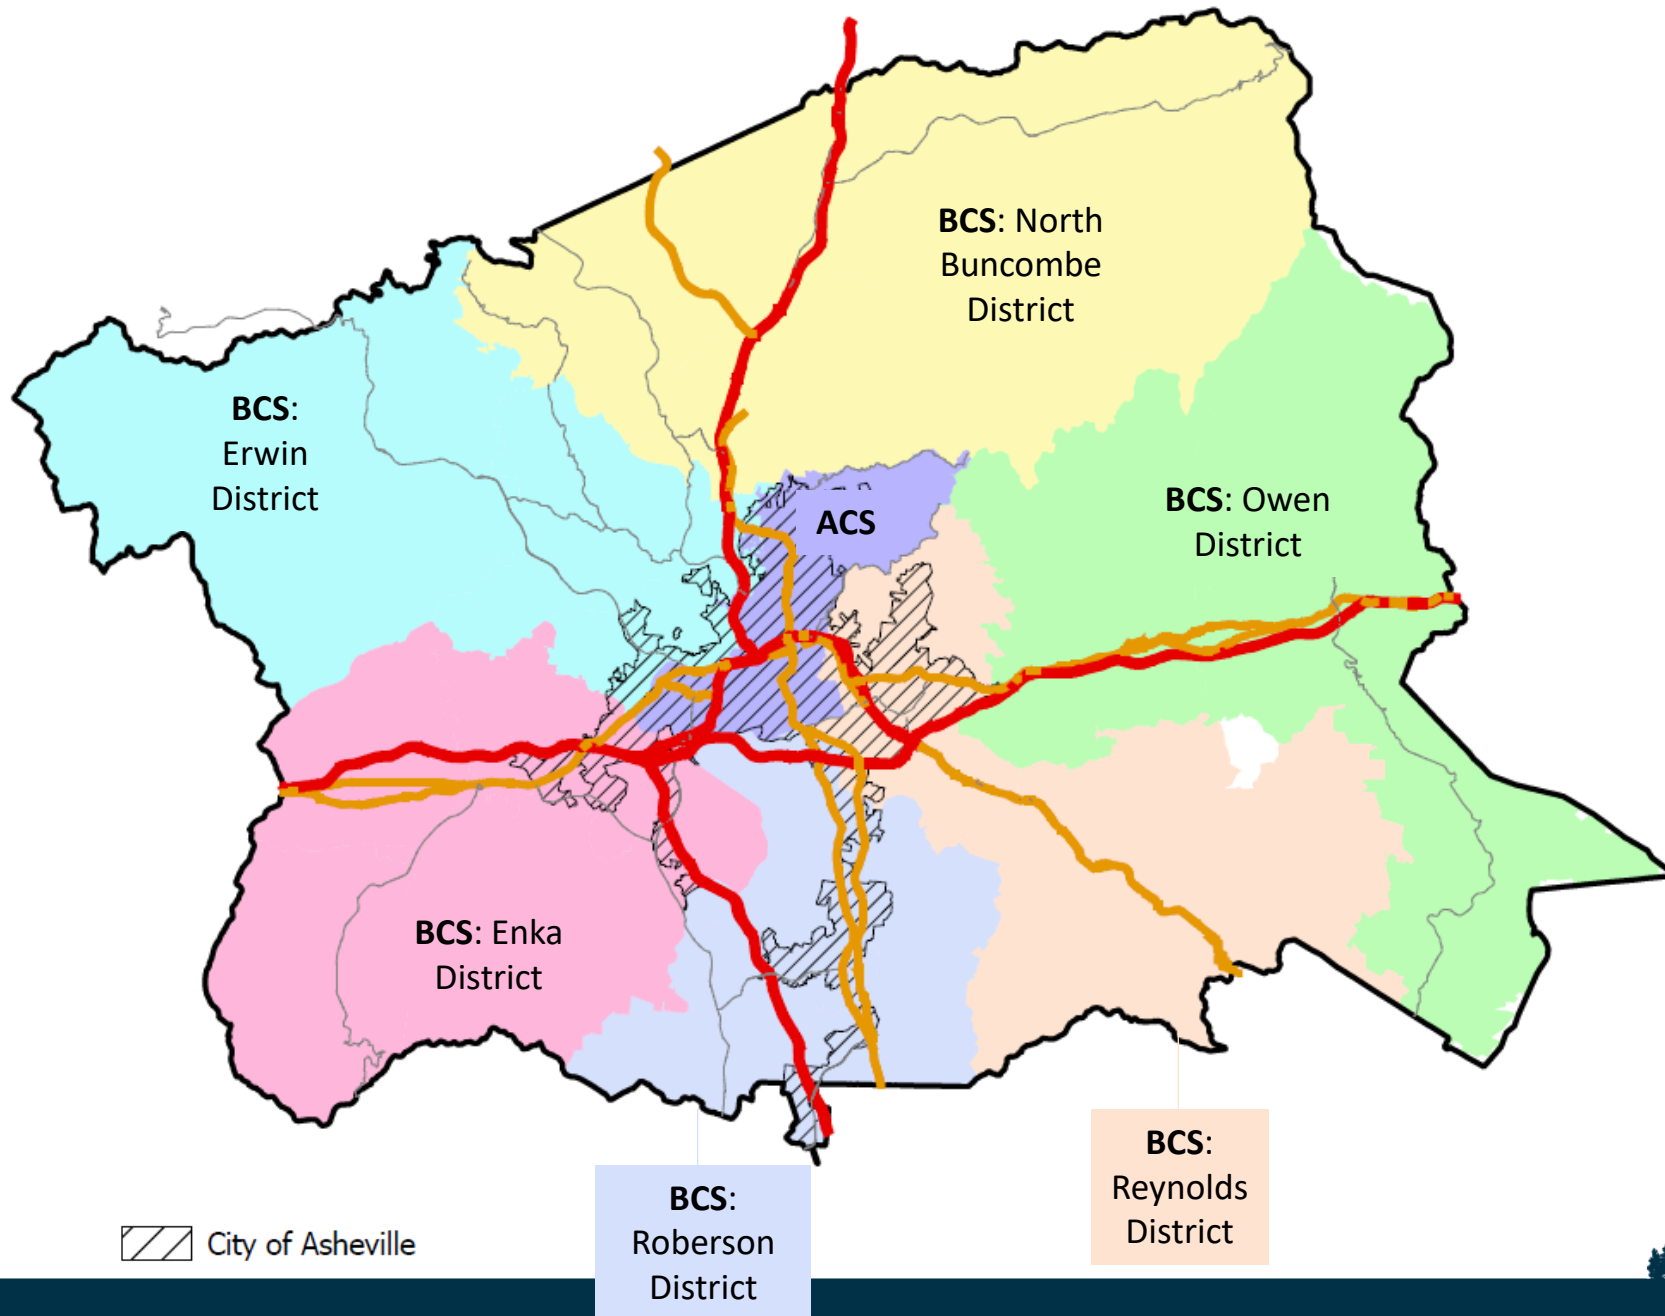 BCS: North
Buncombe
District
BCS:
Erwin
District
BCS: Owen
District
ACS
BCS: Enka
District
BCS:
Reynolds
District
BCS:
Roberson
District
City of Asheville